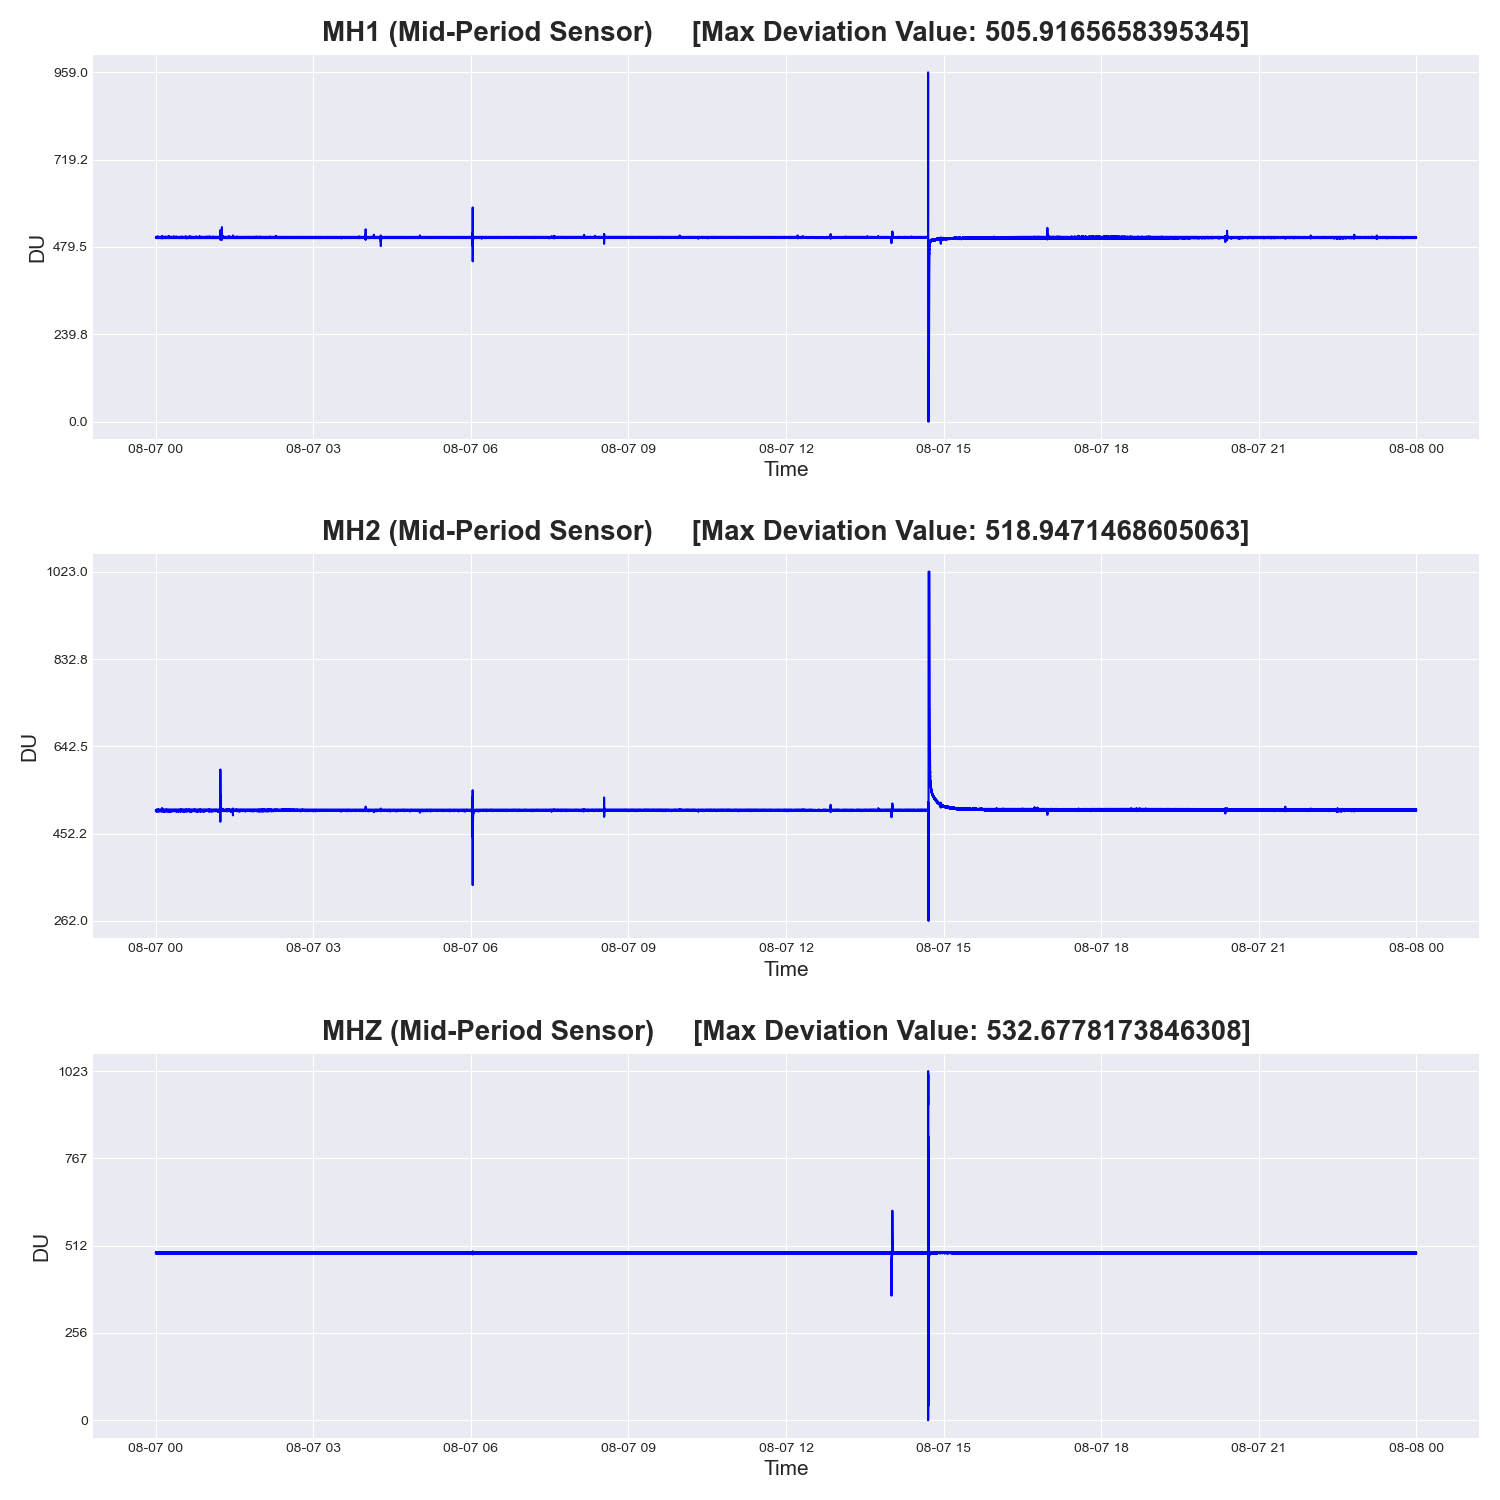 MH1 (Mid-Period Sensor)     [Max Deviation Value: 505.9165658395345]
959.0
719.2
479.5
239.8
0.0
DU
08-07 00 08-07 03 08-07 06 08-07 09 08-07 12 08-07 15 08-07 18 08-07 21 08-08 00
Time
MH2 (Mid-Period Sensor)     [Max Deviation Value: 518.9471468605063]
1023.0
832.8
642.5
452.2
262.0
DU
08-07 00 08-07 03 08-07 06 08-07 09 08-07 12 08-07 15 08-07 18 08-07 21 08-08 00
Time
MHZ (Mid-Period Sensor)     [Max Deviation Value: 532.6778173846308]
1023
767
512
256
0
DU
08-07 00 08-07 03 08-07 06 08-07 09 08-07 12 08-07 15 08-07 18 08-07 21 08-08 00
Time